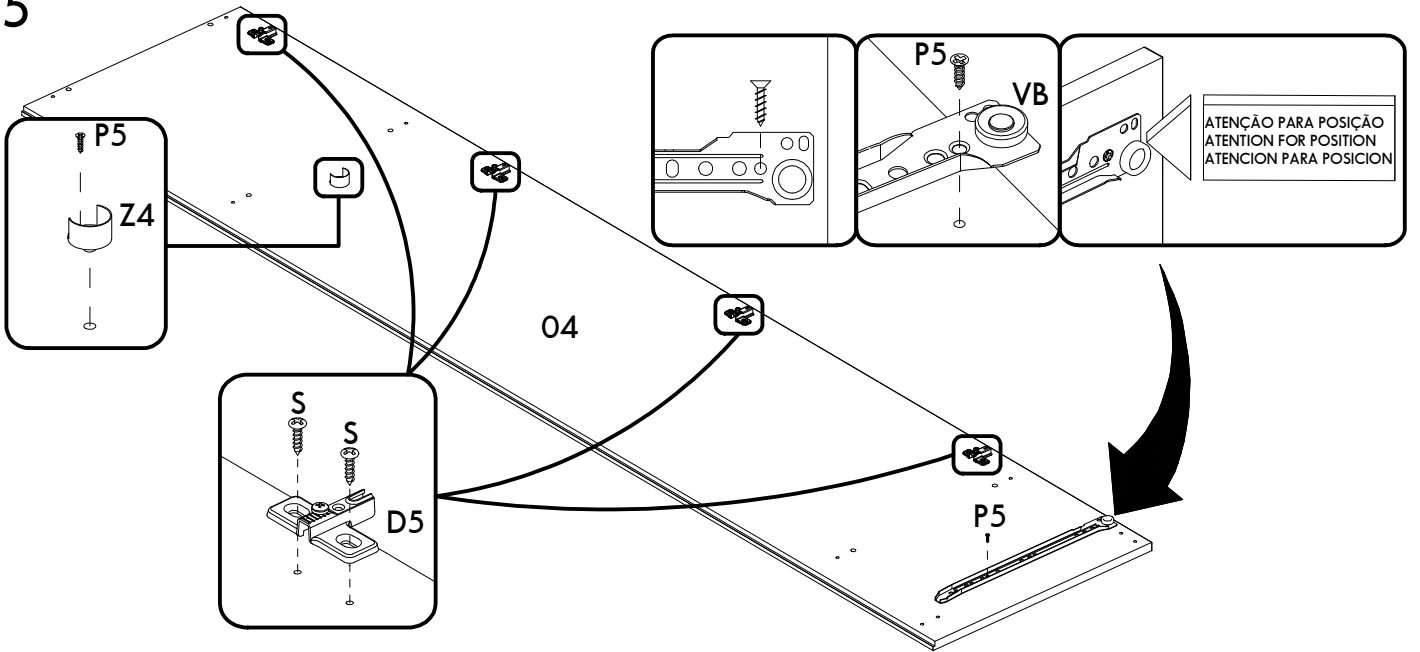 5
P5
Z4
04
S
S
D5
P5
VB
ATENÇÃO PARA POSIÇÃO
ATENTION FOR POSITION
ATENCION PARA POSICION
P5